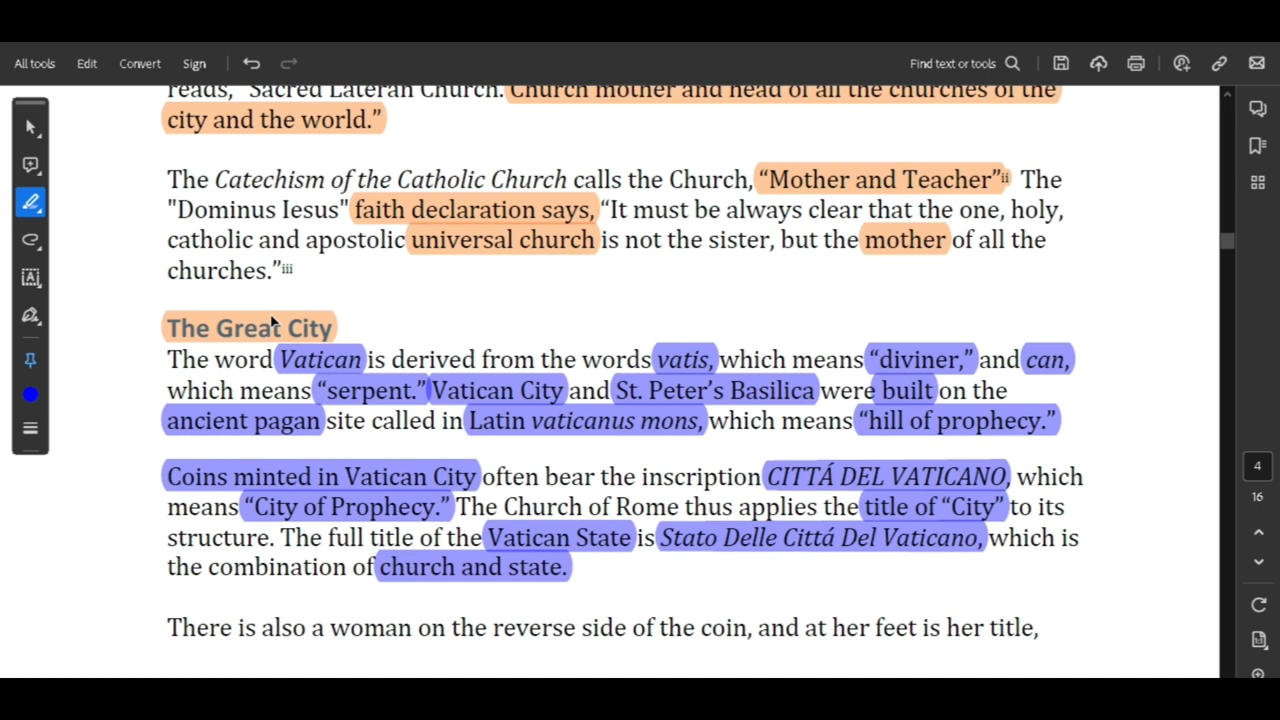 All tools Edit Convert Sign Find text or tools
reads, “Sacred Lateran Church. Church mother and head of all the churches of the
city and the world.”
The Catechism of the Catholic Church calls the Church, “Mother and Teacher”ii The
"Dominus Iesus" faith declaration says, “It must be always clear that the one, holy,
catholic and apostolic universal church is not the sister, but the mother of all the
churches.”iii
The Great City
The word Vatican is derived from the words vatis, which means “diviner,” and can,
which means “serpent.” Vatican City and St. Peter’s Basilica were built on the
ancient pagan site called in Latin vaticanus mons, which means “hill of prophecy.”
Coins minted in Vatican City often bear the inscription CITTÁ DEL VATICANO, which
means “City of Prophecy.” The Church of Rome thus applies the title of “City” to its
structure. The full title of the Vatican State is Stato Delle Cittá Del Vaticano, which is
the combination of church and state.
There is also a woman on the reverse side of the coin, and at her feet is her title,
4
16